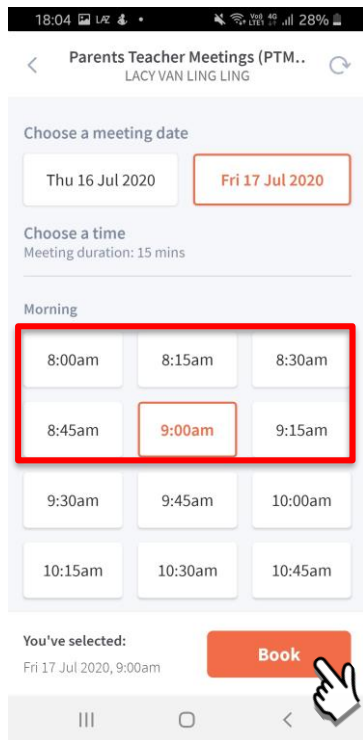 18:04 28%
Parents Teacher Meetings (PTM..
LACY VAN LING LING
Choose a meeting date
Thu 16 Jul 2020 Fri 17 Jul 2020
Choose a time
Meeting duration: 15 mins
Morning
8:00am 8:15am 8:30am
8:45am 9:00am 9:15am
9:30am 9:45am 10:00am
10:15am 10:30am 10:45am
You've selected:
Fri 17 Jul 2020, 9:00am
Book